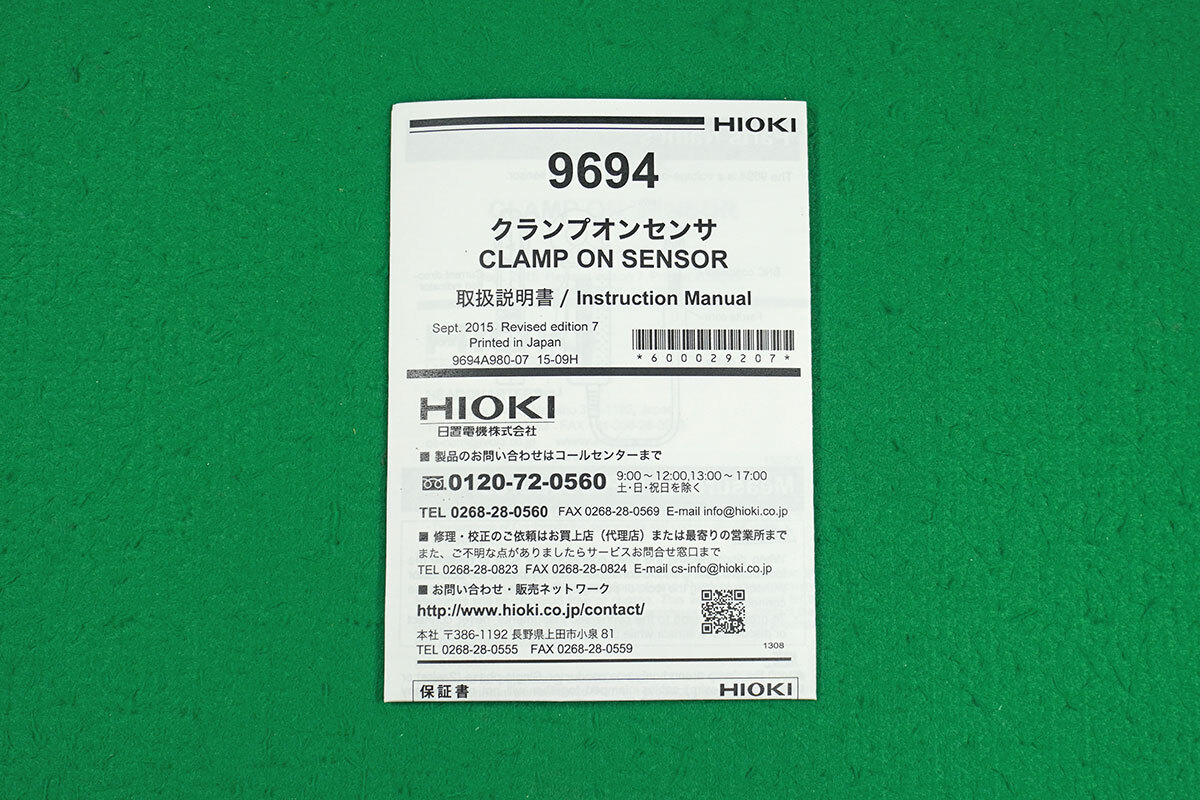 HIOKI
9694
クランプオンセンサ
CLAMP ON SENSOR
取扱説明書 / Instruction Manual
Sept. 2015 Revised edition 7
Printed in Japan
9694A980-07 15-09H
*600029207*
HIOKI
日置電機株式会社
■ 製品のお問い合わせはコールセンターまで
0120-72-0560 9:00～12:00,13:00～17:00
土・日・祝日を除く
TEL 0268-28-0560 FAX 0268-28-0569 E-mail info@hioki.co.jp
■ 修理・校正のご依頼はお買上店（代理店）または最寄りの営業所まで
また、ご不明な点がありましたらサービスお問合せ窓口まで
TEL 0268-28-0823 FAX 0268-28-0824 E-mail cs-info@hioki.co.jp
■ お問い合わせ・販売ネットワーク
http://www.hioki.co.jp/contact/
本社 〒386-1192 長野県上田市小泉 81
TEL 0268-28-0555 FAX 0268-28-0559
1308
保証書 HIOKI